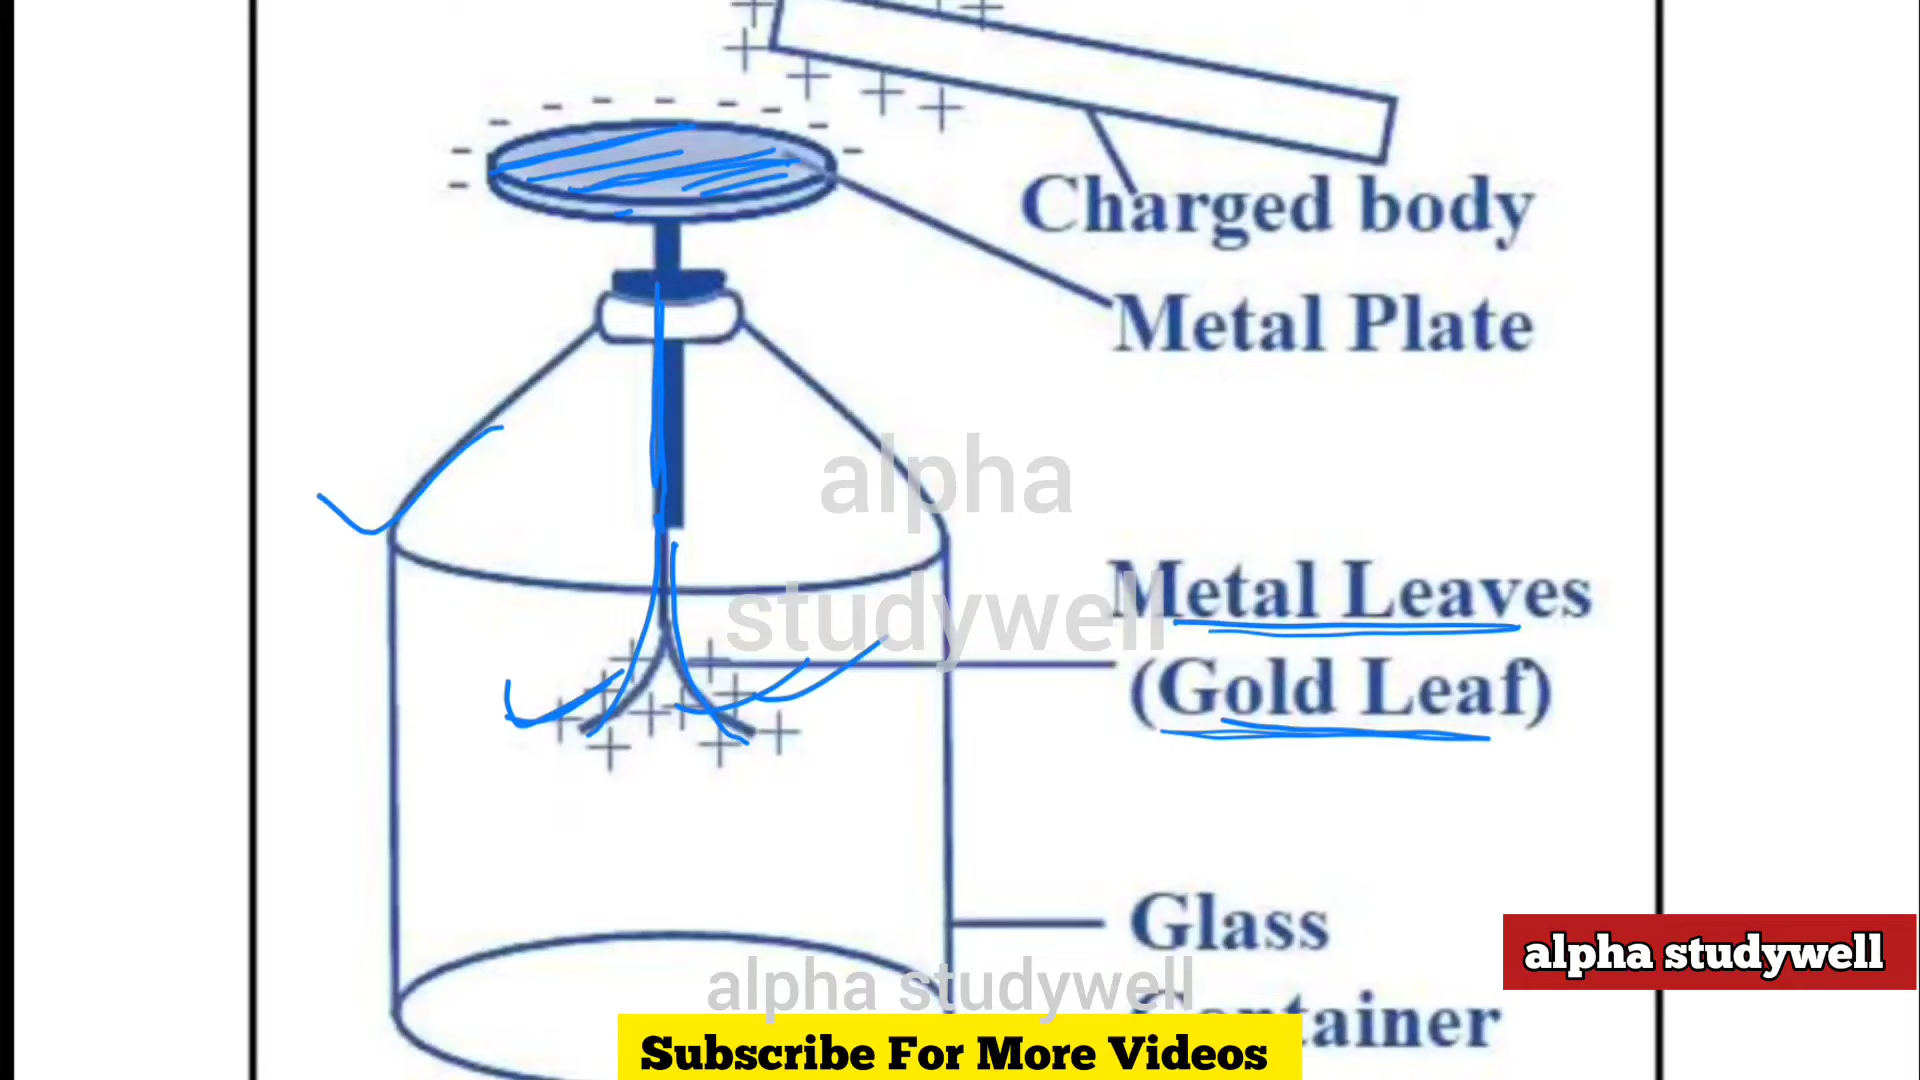 Charged body
Metal Plate
alpha
studywell
Metal Leaves
(Gold Leaf)
Glass
Container
alpha studywell
alpha studywell
Subscribe For More Videos